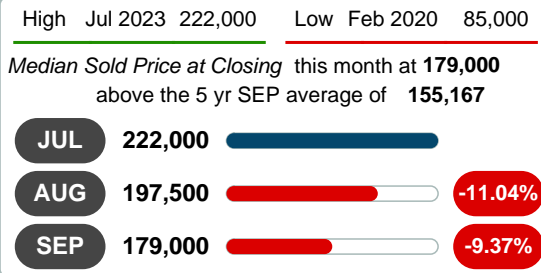 High Jul 2023 222,000 Low Feb 2020 85,000
Median Sold Price at Closing this month at 179,000
above the 5 yr SEP average of 155,167
JUL 222,000
AUG 197,500 -11.04%
SEP 179,000 -9.37%